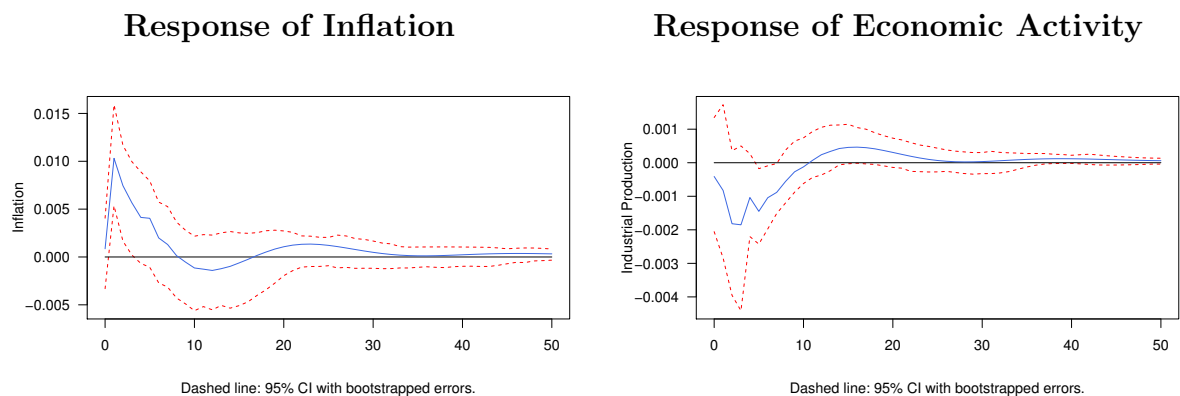 Response of Inflation
Inflation
0.015
0.010
0.005
0.000
−0.005
0 10 20 30 40 50
Dashed line: 95% CI with bootstrapped errors.
Response of Economic Activity
Industrial Production
0.001
0.000
−0.001
−0.002
−0.003
−0.004
0 10 20 30 40 50
Dashed line: 95% CI with bootstrapped errors.